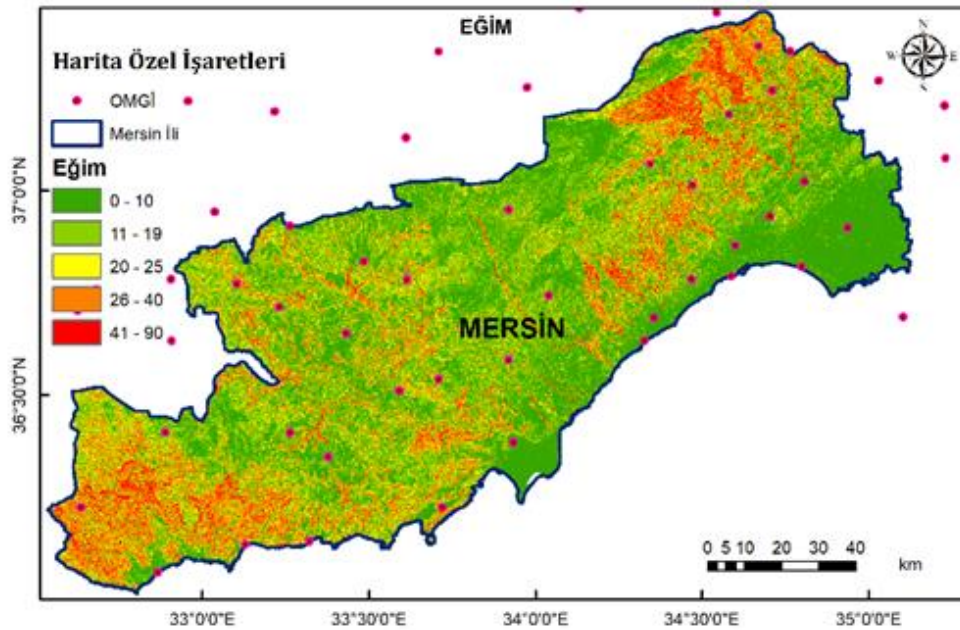 EĞİM
Harita Özel İşaretleri
OMGİ
Mersin İli
Eğim
0 - 10
11 - 19
20 - 25
26 - 40
41 - 90
MERSİN
N
W
E
S
37°0'0"N
36°30'0"N
0 5 10 20 30 40
km
33°0'0"E
33°30'0"E
34°0'0"E
34°30'0"E
35°0'0"E